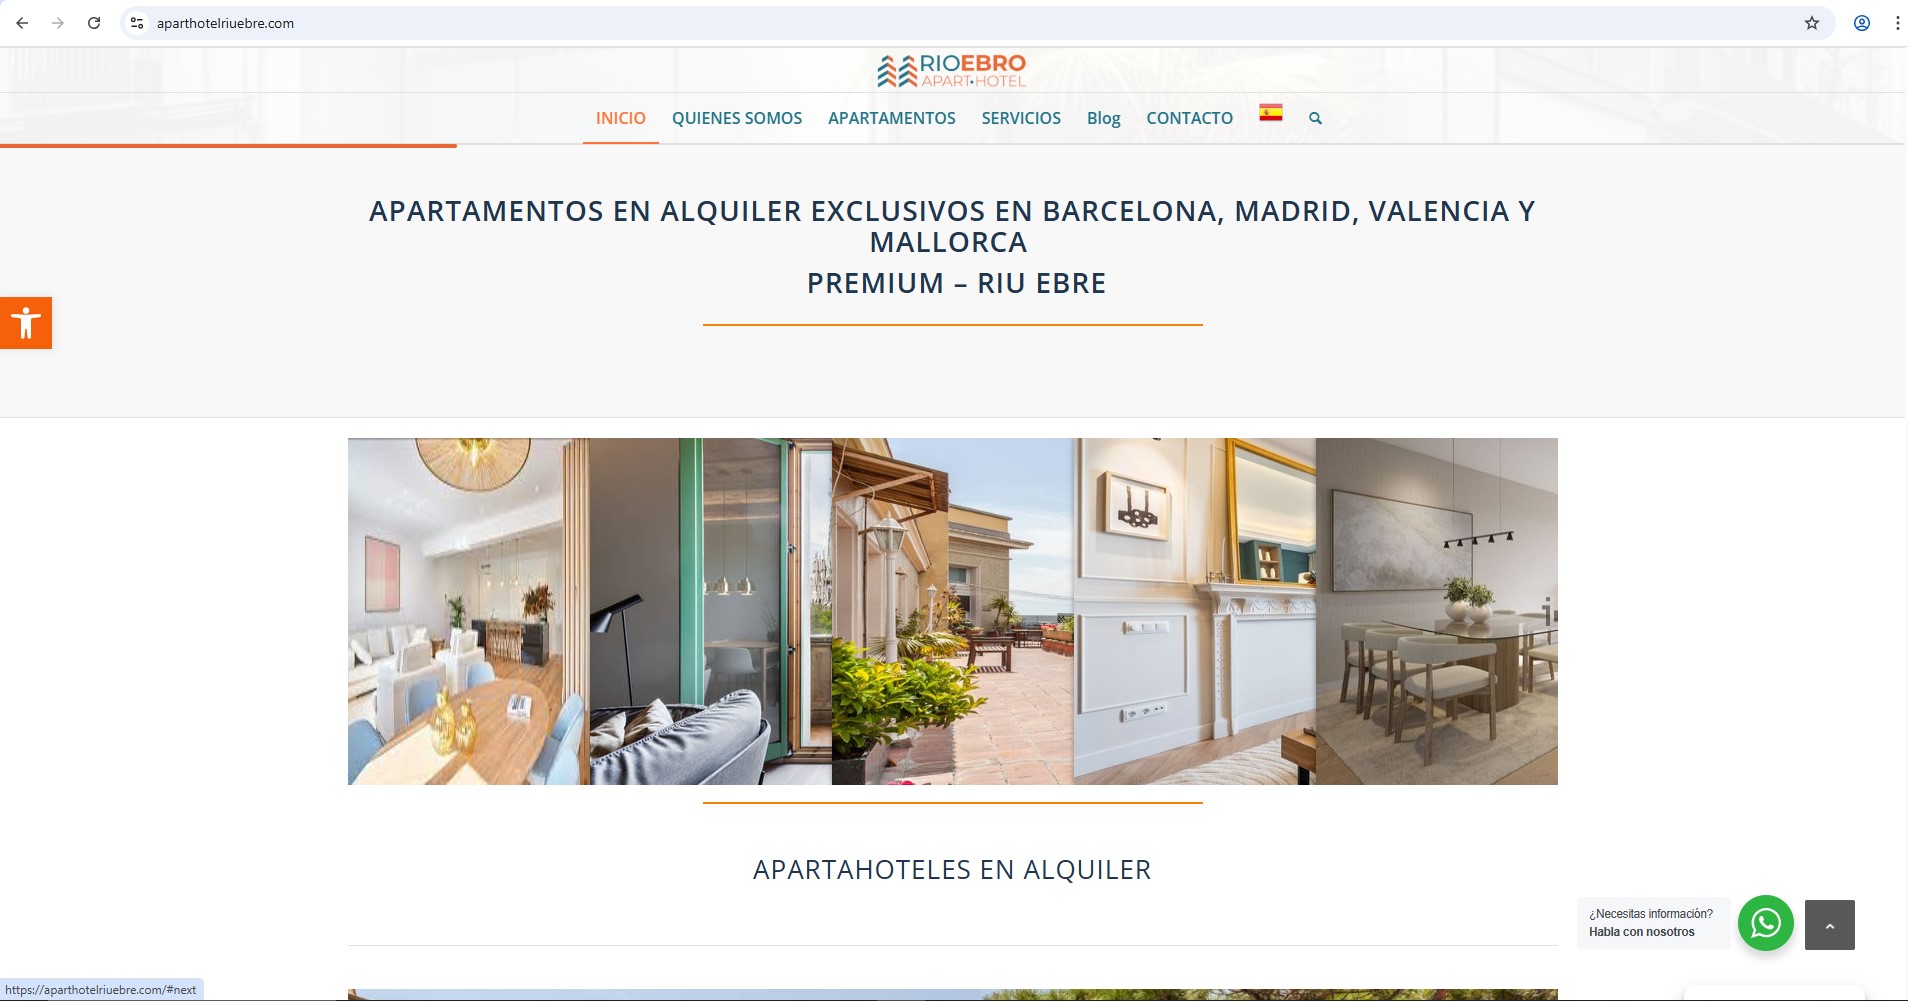 aparthotelriuebre.com
RIOEBRO
APART·HOTEL
INICIO QUIENES SOMOS APARTAMENTOS SERVICIOS Blog CONTACTO
APARTAMENTOS EN ALQUILER EXCLUSIVOS EN BARCELONA, MADRID, VALENCIA Y
MALLORCA
PREMIUM – RIU EBRE
APARTAHOTELES EN ALQUILER
¿Necesitas información?
Habla con nosotros
https://aparthotelriuebre.com/#next